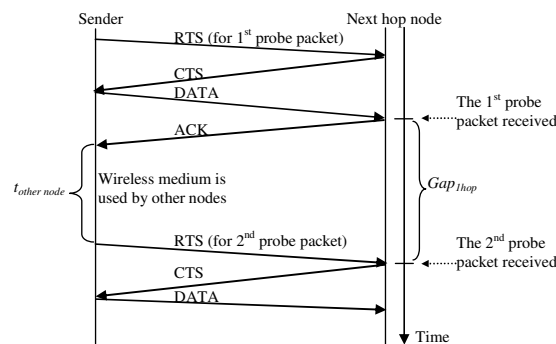 Sender
Next hop node
RTS (for 1st probe packet)
CTS
DATA
The 1st probe
packet received
ACK
t other node
Wireless medium is
used by other nodes
Gap1hop
RTS (for 2nd probe packet)
The 2nd probe
packet received
CTS
DATA
Time